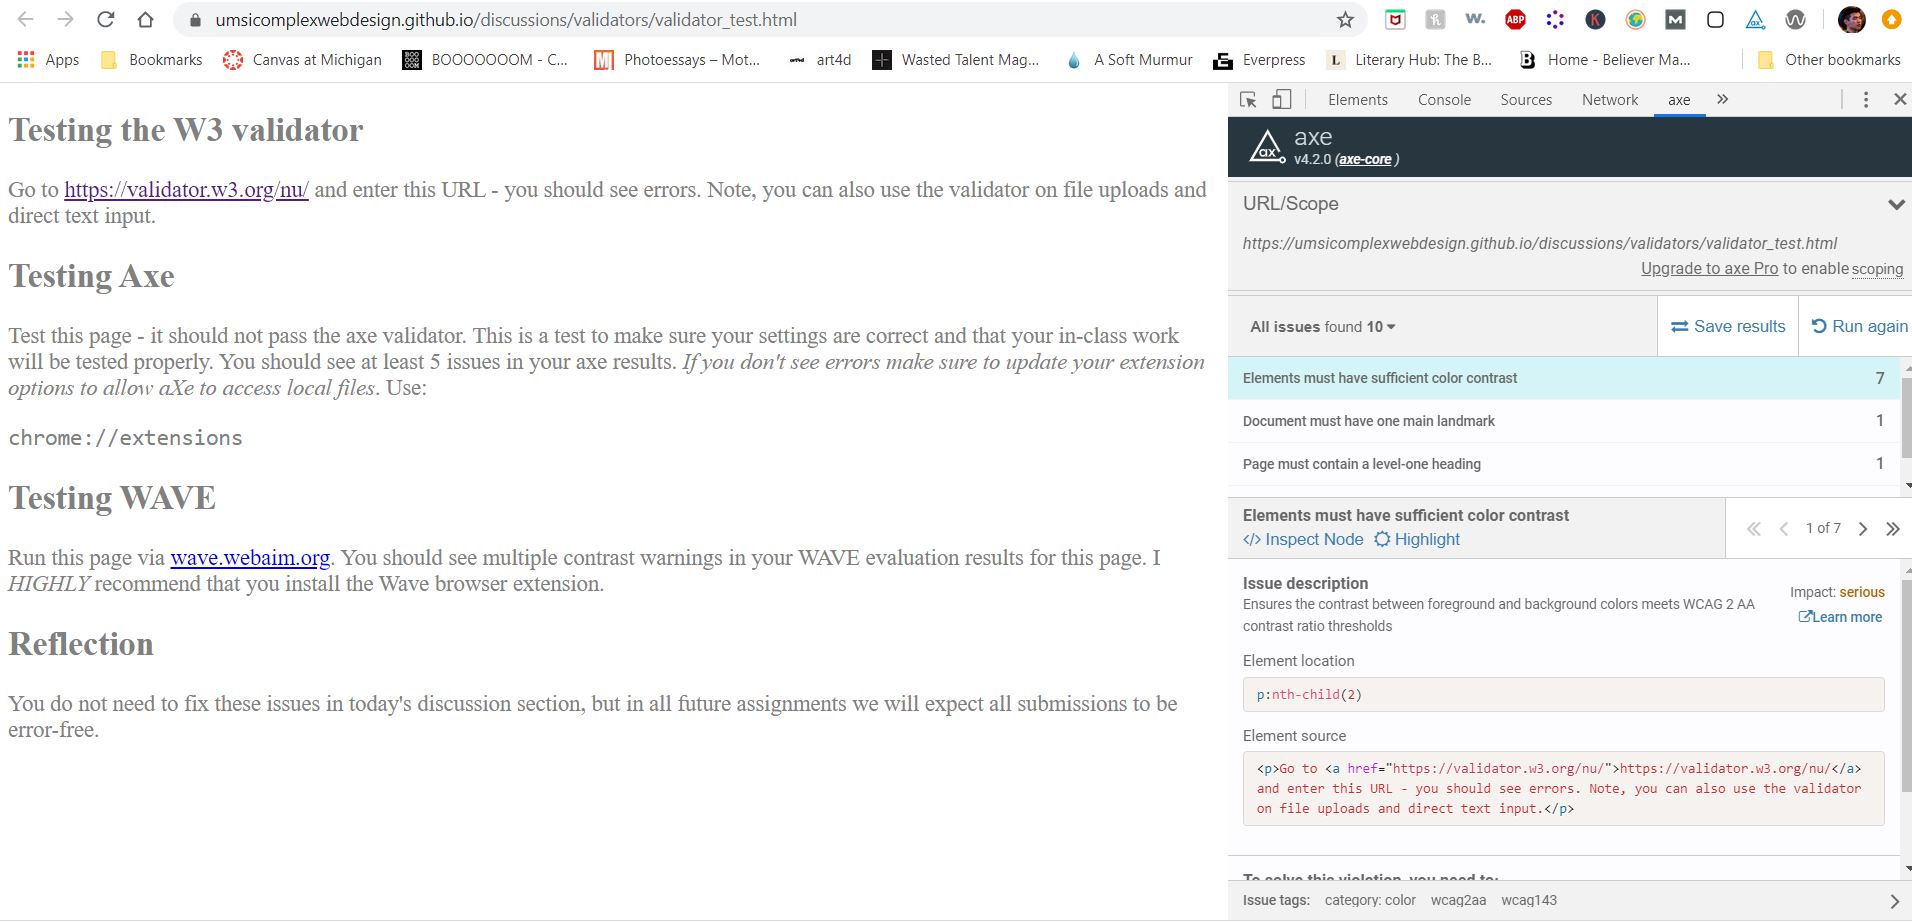 umsicomplexwebdesign.github.io/discussions/validators/validator_test.html
ABP
Apps Bookmarks Canvas at Michigan BOOOOOOOM - C... Photoessays – Mot... art4d Wasted Talent Mag... A Soft Murmur Everpress Literary Hub: The B... Home - Believer Ma... Other bookmarks
Testing the W3 validator
Go to https://validator.w3.org/nu/ and enter this URL - you should see errors. Note, you can also use the validator on file uploads and
direct text input.
Testing Axe
Test this page - it should not pass the axe validator. This is a test to make sure your settings are correct and that your in-class work
will be tested properly. You should see at least 5 issues in your axe results. If you don't see errors make sure to update your extension
options to allow aXe to access local files. Use:
chrome://extensions
Testing WAVE
Run this page via wave.webaim.org. You should see multiple contrast warnings in your WAVE evaluation results for this page. I
HIGHLY recommend that you install the Wave browser extension.
Reflection
You do not need to fix these issues in today's discussion section, but in all future assignments we will expect all submissions to be
error-free.
Elements Console Sources Network axe
axe
v4.2.0 (axe-core )
URL/Scope
https://umsicomplexwebdesign.github.io/discussions/validators/validator_test.html
Upgrade to axe Pro to enable scoping
All issues found 10 Save results Run again
Elements must have sufficient color contrast 7
Document must have one main landmark 1
Page must contain a level-one heading 1
Elements must have sufficient color contrast
</> Inspect Node Highlight 1 of 7
Issue description
Impact: serious
Ensures the contrast between foreground and background colors meets WCAG 2 AA
contrast ratio thresholds
Learn more
Element location
p:nth-child(2)
Element source
<p>Go to <a href="https://validator.w3.org/nu/">https://validator.w3.org/nu/</a>
and enter this URL - you should see errors. Note, you can also use the validator
on file uploads and direct text input.</p>
To solve this violation, you need to:
Issue tags: category: color wcag2aa wcag143